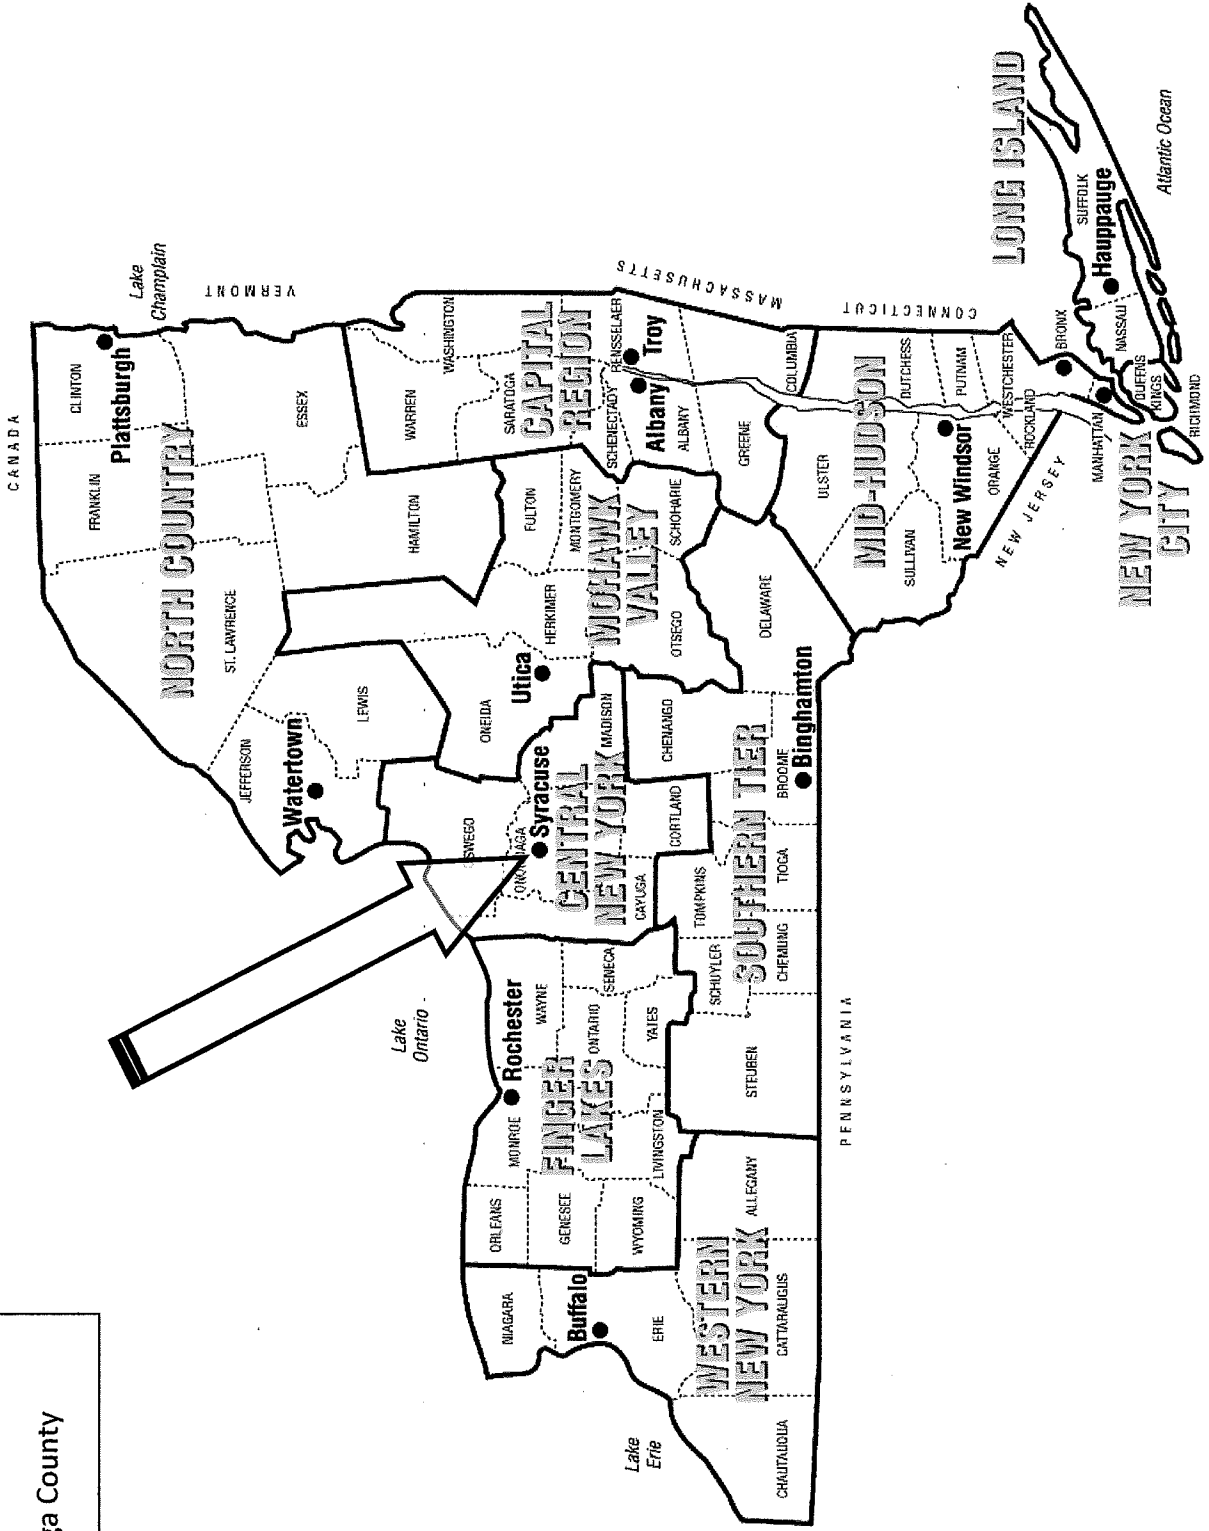 ga County
CANADA
CLINTON
Plattsburgh
FRANKLIN
Lake
Champlain
NORTH COUNTRY
ST. LAWRENCE
ESSEX
VERMONT
JEFFERSON
Watertown
LEWIS
HAMILTON
WARREN
WASHINGTON
Lake
Ontario
OSWEGO
ONEIDA
Utica
HERKIMER
FULTON
MONTGOMERY
SARATOGA
CAPITAL
REGION
SCHENECTADY
RENSSELAER
Troy
Albany
ALBANY
MASSACHUSETTS
MOHAWK
VALLEY
SCHOHARIE
OTSEGO
NIAGARA
ORLEANS
MONROE
Rochester
WAYNE
Syracuse
CENTRAL
NEW YORK
MADISON
CAYUGA
CORTLAND
Buffalo
GENESEE
FINGER
LAKES
ONTARIO
SENECA
YATES
LIVINGSTON
WYOMING
ERIE
Lake
Erie
WESTERN
NEW YORK
CHAUTAUQUA
CATTARAUGUS
ALLEGANY
STEUBEN
SCHUYLER
TOMPKINS
SOUTHERN TIER
CHEMUNG
TIOGA
BROOME
Binghamton
CHENANGO
DELAWARE
GREENE
COLUMBIA
PENNSYLVANIA
ULSTER
MID-HUDSON
DUTCHESS
CONNECTICUT
SULLIVAN
New Windsor
ORANGE
PUTNAM
WESTCHESTER
ROCKLAND
NEW JERSEY
LONG ISLAND
SUFFOLK
Hauppauge
NASSAU
BRONX
MANHATTAN
QUEENS
KINGS
RICHMOND
NEW YORK
CITY
Atlantic Ocean